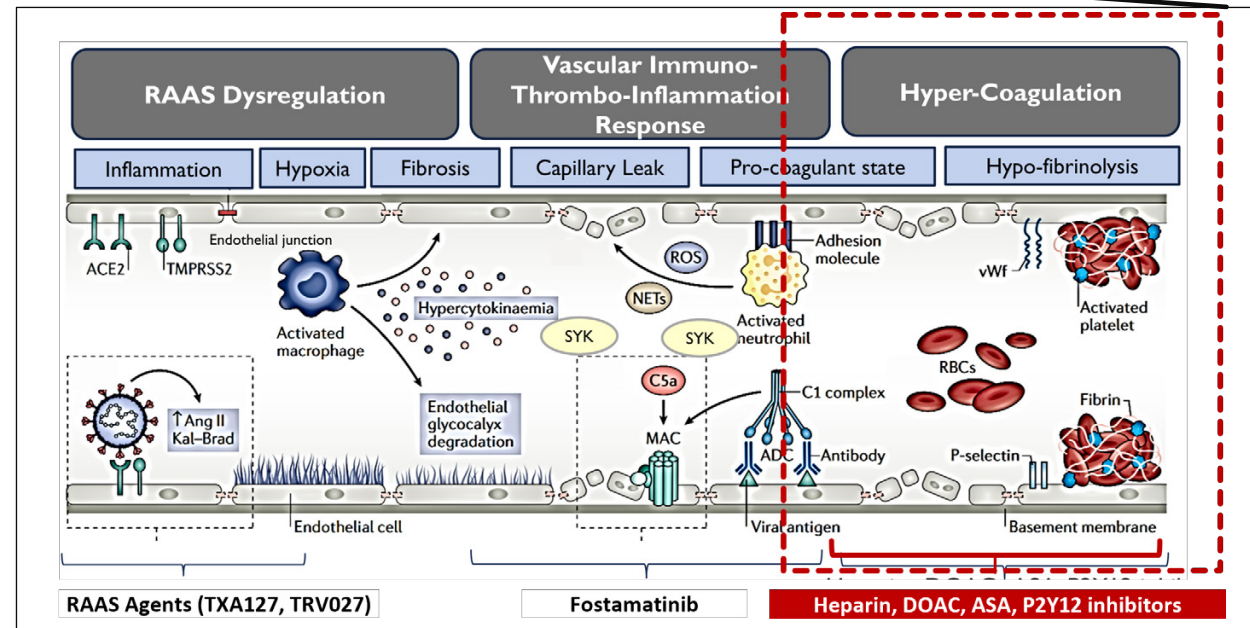 RAAS Dysregulation
Vascular Immuno-
Thrombo-Inflammation
Response
Hyper-Coagulation
Inflammation
Hypoxia
Fibrosis
Capillary Leak
Pro-coagulant state
Hypo-fibrinolysis
ACE2
TMPRSS2
Endothelial junction
Activated
macrophage
Hypercytokinaemia
ROS
NETs
Adhesion
molecule
Activated
neutrophil
vWf
Activated
platelet
SYK
SYK
RBCs
↑Ang II
Kal–Brad
Endothelial
glycocalyx
degradation
C5a
MAC
C1 complex
ADC
Antibody
Fibrin
P-selectin
Endothelial cell
Viral antigen
Basement membrane
RAAS Agents (TXA127, TRV027)
Fostamatinib
Heparin, DOAC, ASA, P2Y12 inhibitors